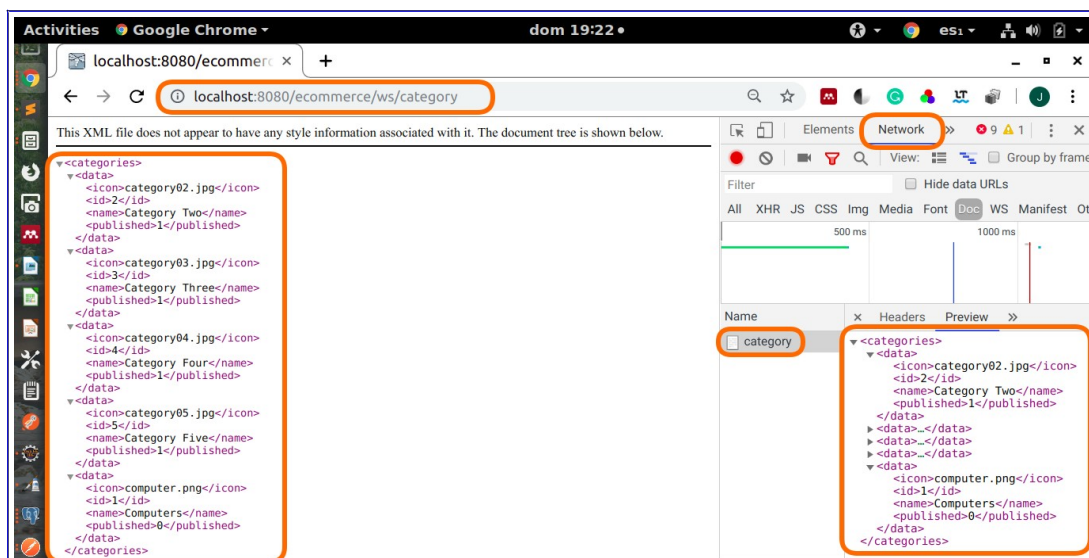 Activities Google Chrome dom 19:22 es1
localhost:8080/ecommerc × +
localhost:8080/ecommerce/ws/category
This XML file does not appear to have any style information associated with it. The document tree is shown below.
<categories>
<data>
<icon>category02.jpg</icon>
<id>2</id>
<name>Category Two</name>
<published>1</published>
</data>
<data>
<icon>category03.jpg</icon>
<id>3</id>
<name>Category Three</name>
<published>1</published>
</data>
<data>
<icon>category04.jpg</icon>
<id>4</id>
<name>Category Four</name>
<published>1</published>
</data>
<data>
<icon>category05.jpg</icon>
<id>5</id>
<name>Category Five</name>
<published>1</published>
</data>
<data>
<icon>computer.png</icon>
<id>1</id>
<name>Computers</name>
<published>0</published>
</data>
</categories>
Elements Network » 9 1
View: Group by frame
Filter Hide data URLs
All XHR JS CSS Img Media Font Doc WS Manifest Ot
500 ms 1000 ms
Name × Headers Preview »
category
<categories>
<data>
<icon>category02.jpg</icon>
<id>2</id>
<name>Category Two</name>
<published>1</published>
</data>
<data>…</data>
<data>…</data>
<data>…</data>
<data>
<icon>computer.png</icon>
<id>1</id>
<name>Computers</name>
<published>0</published>
</data>
</categories>